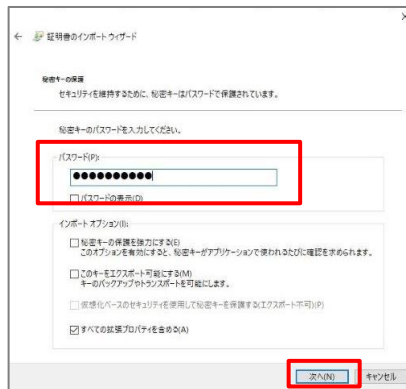 証明書のインポート ウィザード
秘密キーの保護
セキュリティを維持するために、秘密キーはパスワードで保護されています。
秘密キーのパスワードを入力してください。
パスワード(P):
●●●●●●●●●●
パスワードの表示(D)
インポート オプション(I):
秘密キーの保護を強力にする(E)
このオプションを有効にすると、秘密キーがアプリケーションで使われるたびに確認を求められます。
このキーをエクスポート可能にする(M)
キーのバックアップやトランスポートを可能にします。
仮想化ベースのセキュリティを使用して秘密キーを保護する(エクスポート不可)(P)
すべての拡張プロパティを含める(A)
次へ(N) キャンセル